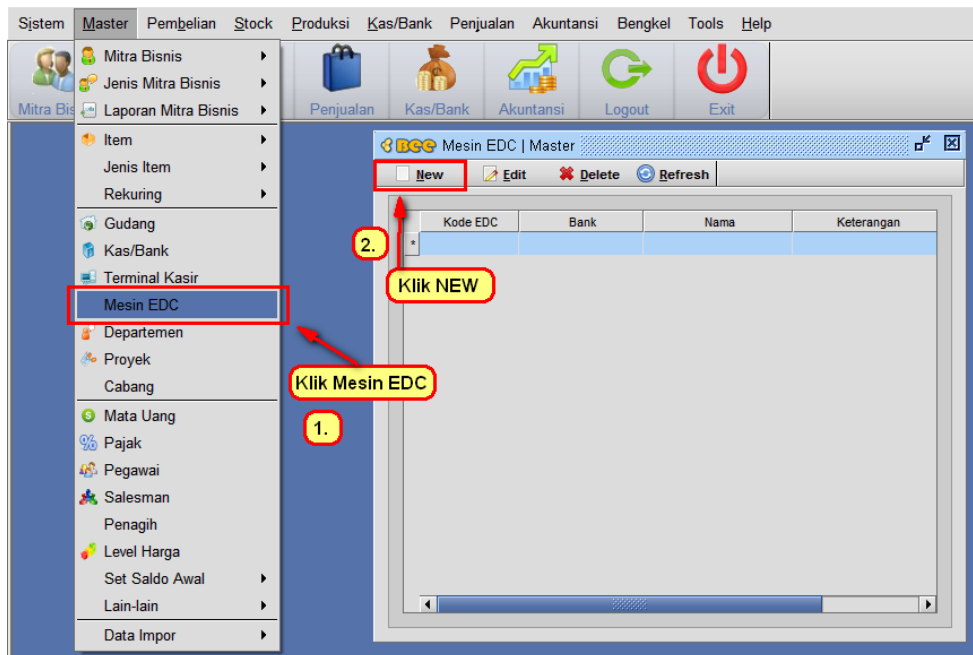 Sistem Master Pembelian Stock Produksi Kas/Bank Penjualan Akuntansi Bengkel Tools Help
Mitra Bis Penjualan Kas/Bank Akuntansi Logout Exit
Mitra Bisnis
Jenis Mitra Bisnis
Laporan Mitra Bisnis
Item
Jenis Item
Rekuring
Gudang
Kas/Bank
Terminal Kasir
Mesin EDC
Departemen
Proyek
Cabang
Mata Uang
Pajak
Pegawai
Salesman
Penagih
Level Harga
Set Saldo Awal
Lain-lain
Data Impor
Bee Mesin EDC | Master
New Edit Delete Refresh
Kode EDC Bank Nama Keterangan
*
2.
Klik NEW
Klik Mesin EDC
1.